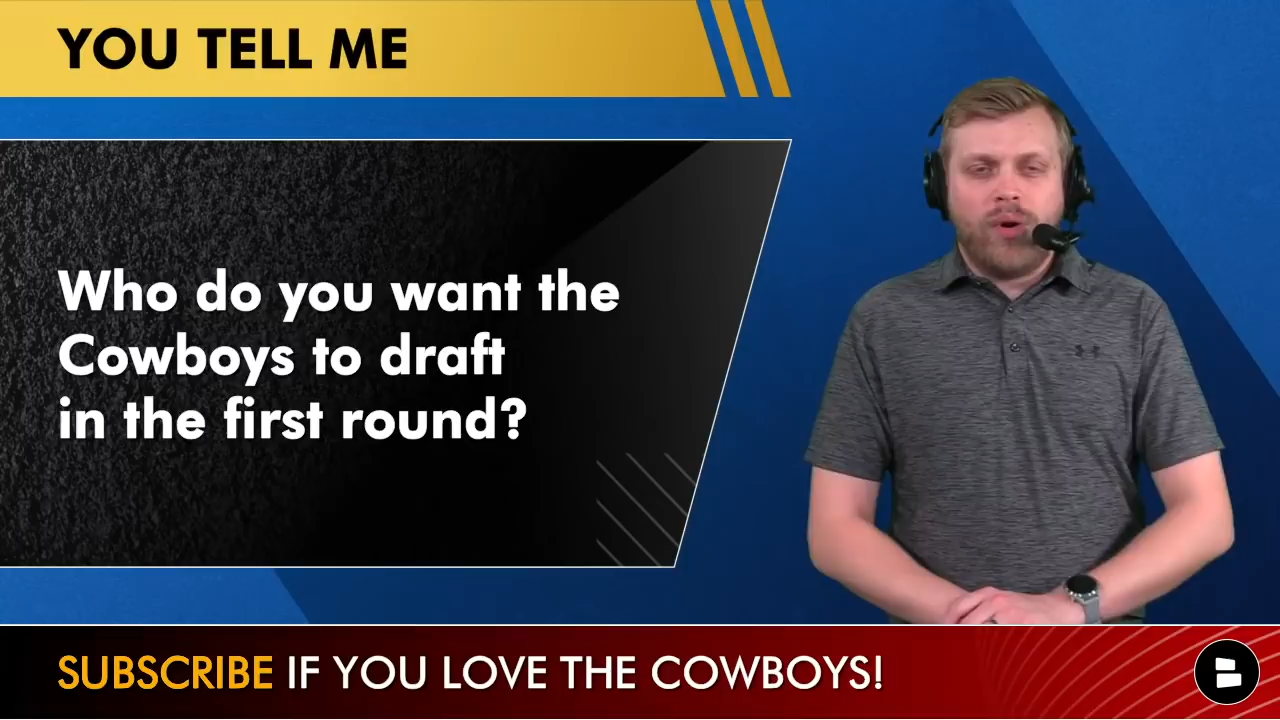 YOU TELL ME
Who do you want the
Cowboys to draft
in the first round?
SUBSCRIBE IF YOU LOVE THE COWBOYS!